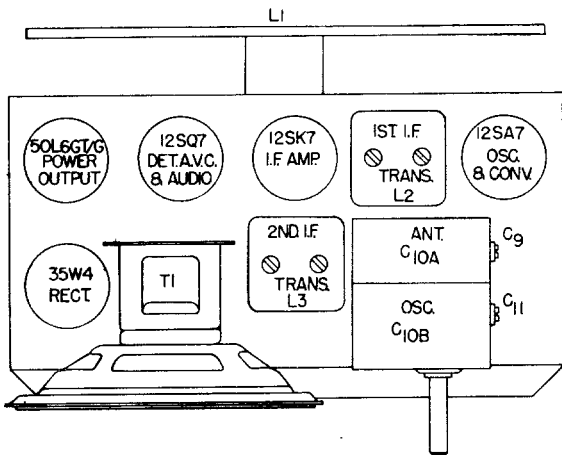 L1
50L6GT/G
POWER
OUTPUT
12SQ7
DET. A.V.C.
& AUDIO
12SK7
I.F AMP.
1ST I.F
TRANS.
L2
12SA7
OSC.
& CONV.
35W4
RECT.
T1
2ND. I.F
TRANS.
L3
ANT.
C10A
C9
OSC.
C10B
C11